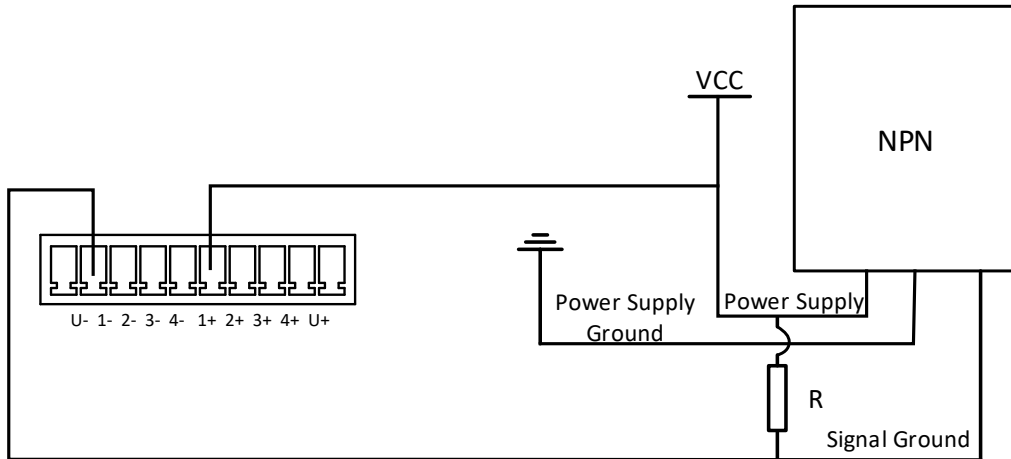 VCC
NPN
Power Supply
Ground
Power Supply
U- 1- 2- 3- 4- 1+ 2+ 3+ 4+ U+
R
Signal Ground